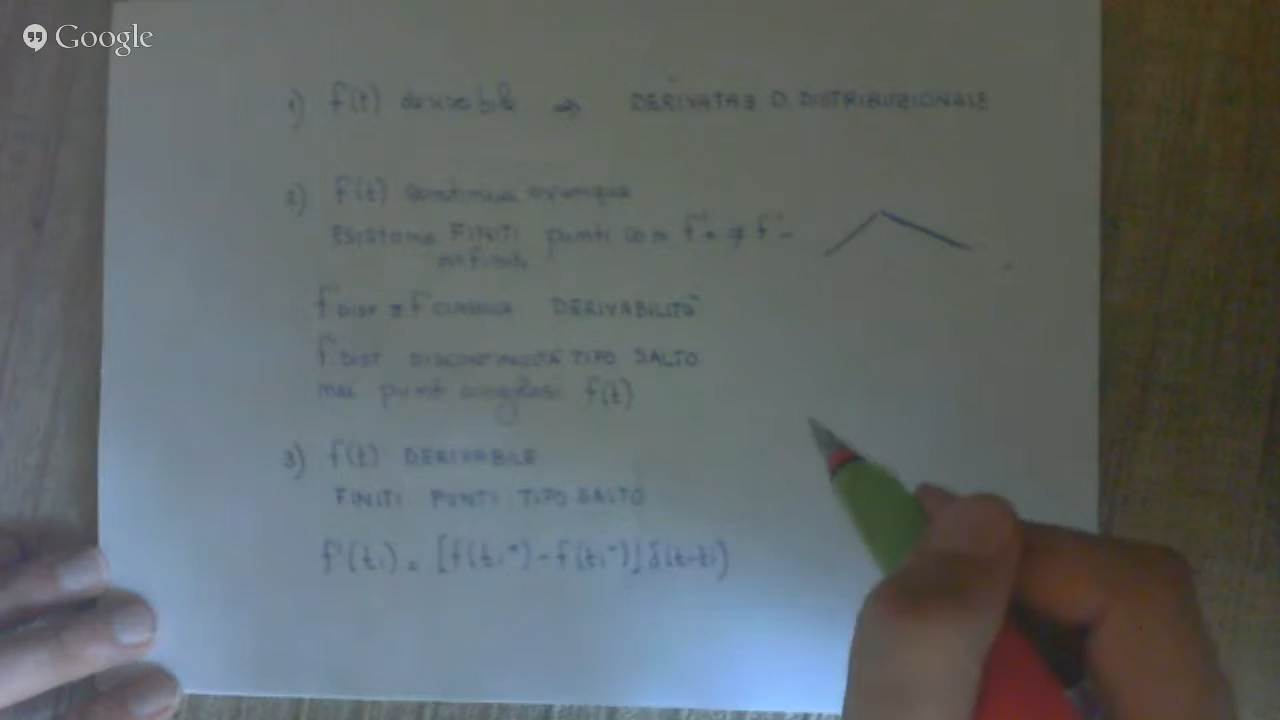 Google
1) f(t) derivabile ⇒ DERIVATA ≡ D. DISTRIBUZIONALE
2) f(t) continua ovunque
ESISTONO FINITI punti con f'+ ≠ f'-
infiniti
f'DIST ≡ f'CLASSICA DERIVABILITÀ
f'DIST DISCONTINUITÀ TIPO SALTO
nei punti angolosi f(t)
3) f(t) DERIVABILE
FINITI PUNTI TIPO SALTO
f'(ti) = [f(ti+) - f(ti-)] δ(t-ti)